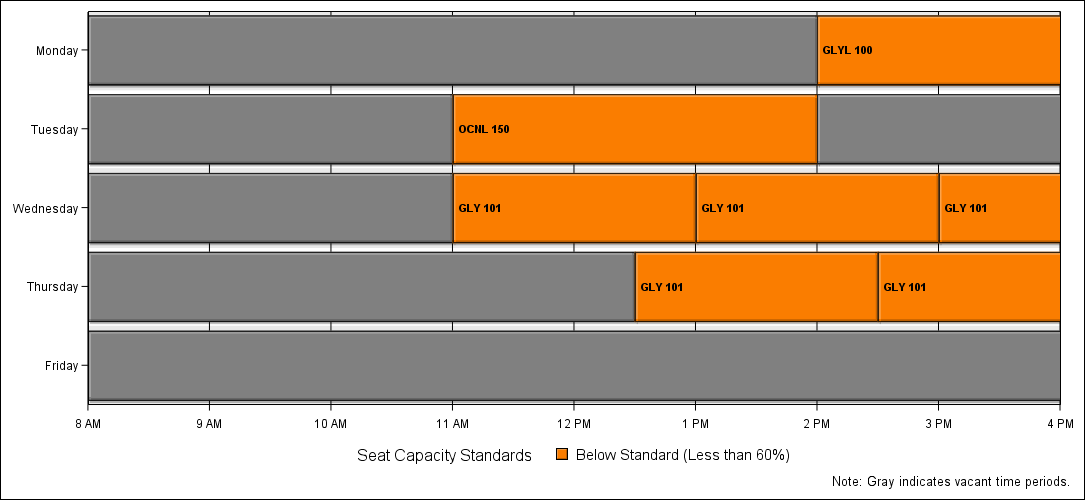 Monday GLYL 100
Tuesday OCNL 150
Wednesday GLY 101 GLY 101 GLY 101
Thursday GLY 101 GLY 101
Friday
8 AM 9 AM 10 AM 11 AM 12 PM 1 PM 2 PM 3 PM 4 PM
Seat Capacity Standards Below Standard (Less than 60%)
Note: Gray indicates vacant time periods.